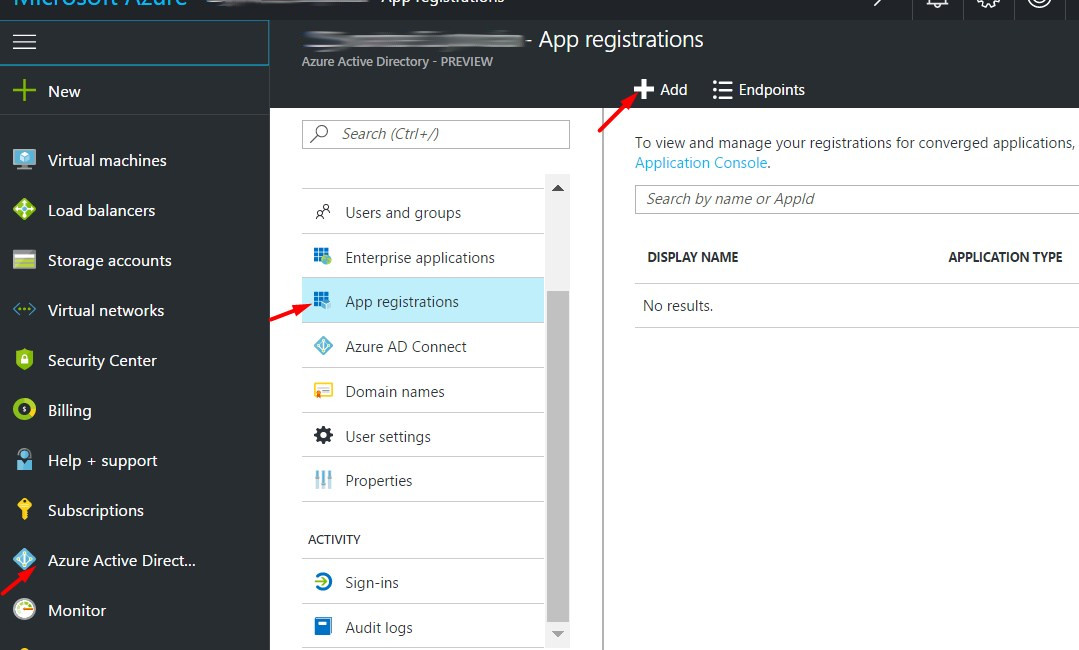 Microsoft Azure
App registrations
- App registrations
Azure Active Directory - PREVIEW
New
Add
Endpoints
Search (Ctrl+/)
To view and manage your registrations for converged applications,
Application Console.
Virtual machines
Load balancers
Storage accounts
Virtual networks
Security Center
Billing
Help + support
Subscriptions
Azure Active Direct...
Monitor
Users and groups
Enterprise applications
App registrations
Azure AD Connect
Domain names
User settings
Properties
ACTIVITY
Sign-ins
Audit logs
Search by name or AppId
DISPLAY NAME
APPLICATION TYPE
No results.